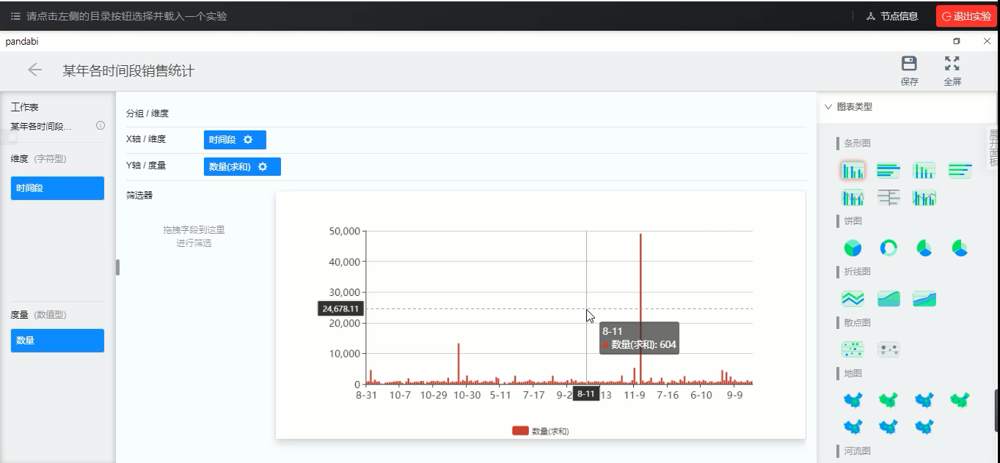 请点击左侧的目录按钮选择并载入一个实验
节点信息
退出实验
pandabi
某年各时间段销售统计
保存
全屏
工作表
某年各时间段...
维度 (字符型)
时间段
度量 (数值型)
数量
分组 / 维度
X轴 / 维度
时间段
Y轴 / 度量
数量(求和)
筛选器
拖拽字段到这里
进行筛选
50,000
40,000
30,000
24,678.11
20,000
10,000
0
8-11
数量(求和): 604
8-31 10-7 10-29 10-30 5-11 7-17 9-2 8-11 13 11-9 7-16 6-10 9-9
数量(求和)
图表类型
条形图
饼图
折线图
散点图
地图
河流图
展开面板